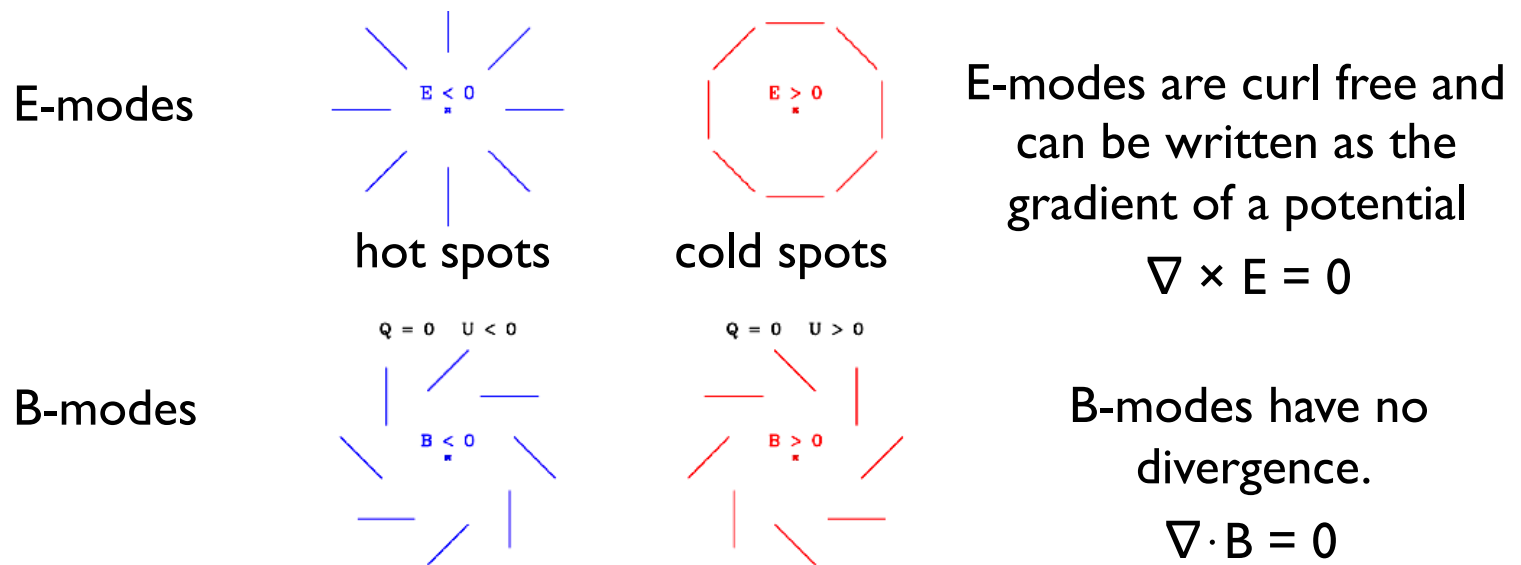 E-modes
E < 0
E > 0
hot spots
cold spots
E-modes are curl free and
can be written as the
gradient of a potential
∇ × E = 0
Q = 0 U < 0
Q = 0 U > 0
B-modes
B < 0
B > 0
B-modes have no
divergence.
∇·B = 0